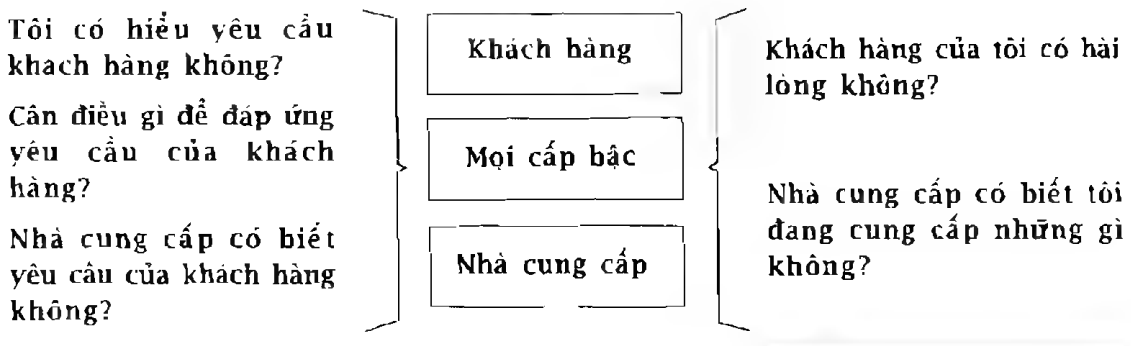 Tôi có hiểu yêu cầu
khach hàng không?
Cân điều gì để đáp ứng
yêu cầu của khách
hàng?
Nhà cung cấp có biết
yêu câu của khách hàng
không?
Khách hàng
Mọi cấp bậc
Nhà cung cấp
Khách hàng của tôi có hài
lòng không?
Nhà cung cấp có biết tôi
đang cung cấp những gì
không?